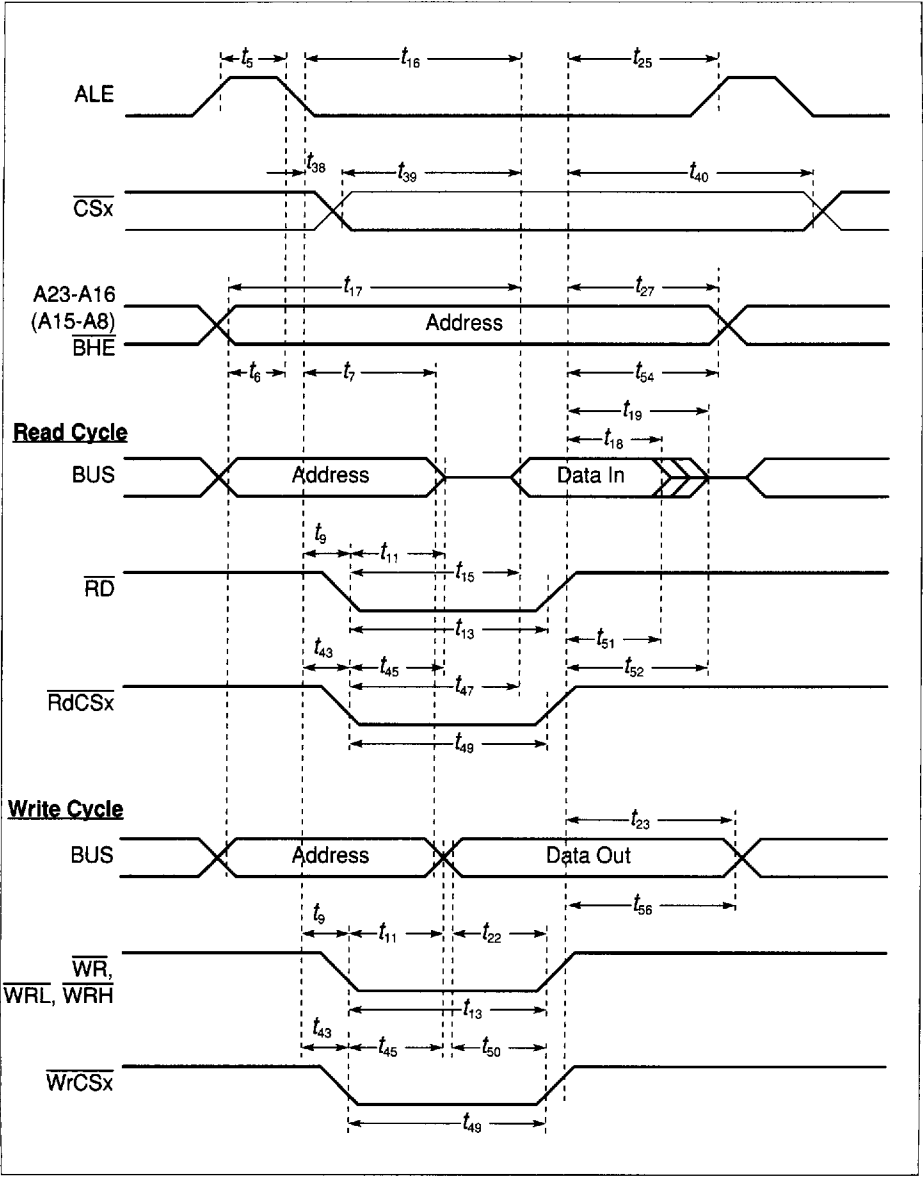 t5 t16 t25
ALE
t38 t39 t40
CSx
t17 t27
A23-A16
(A15-A8)
BHE
Address
t6 t7 t54
t19
Read Cycle
t18
BUS Address Data In
t9 t11
t15
RD
t13
t51
t43 t45 t52
t47
RdCSx
t49
Write Cycle
t23
BUS Address Data Out
t56
t9 t11 t22
WR,
WRL, WRH
t13
t43 t45 t50
WrCSx
t49